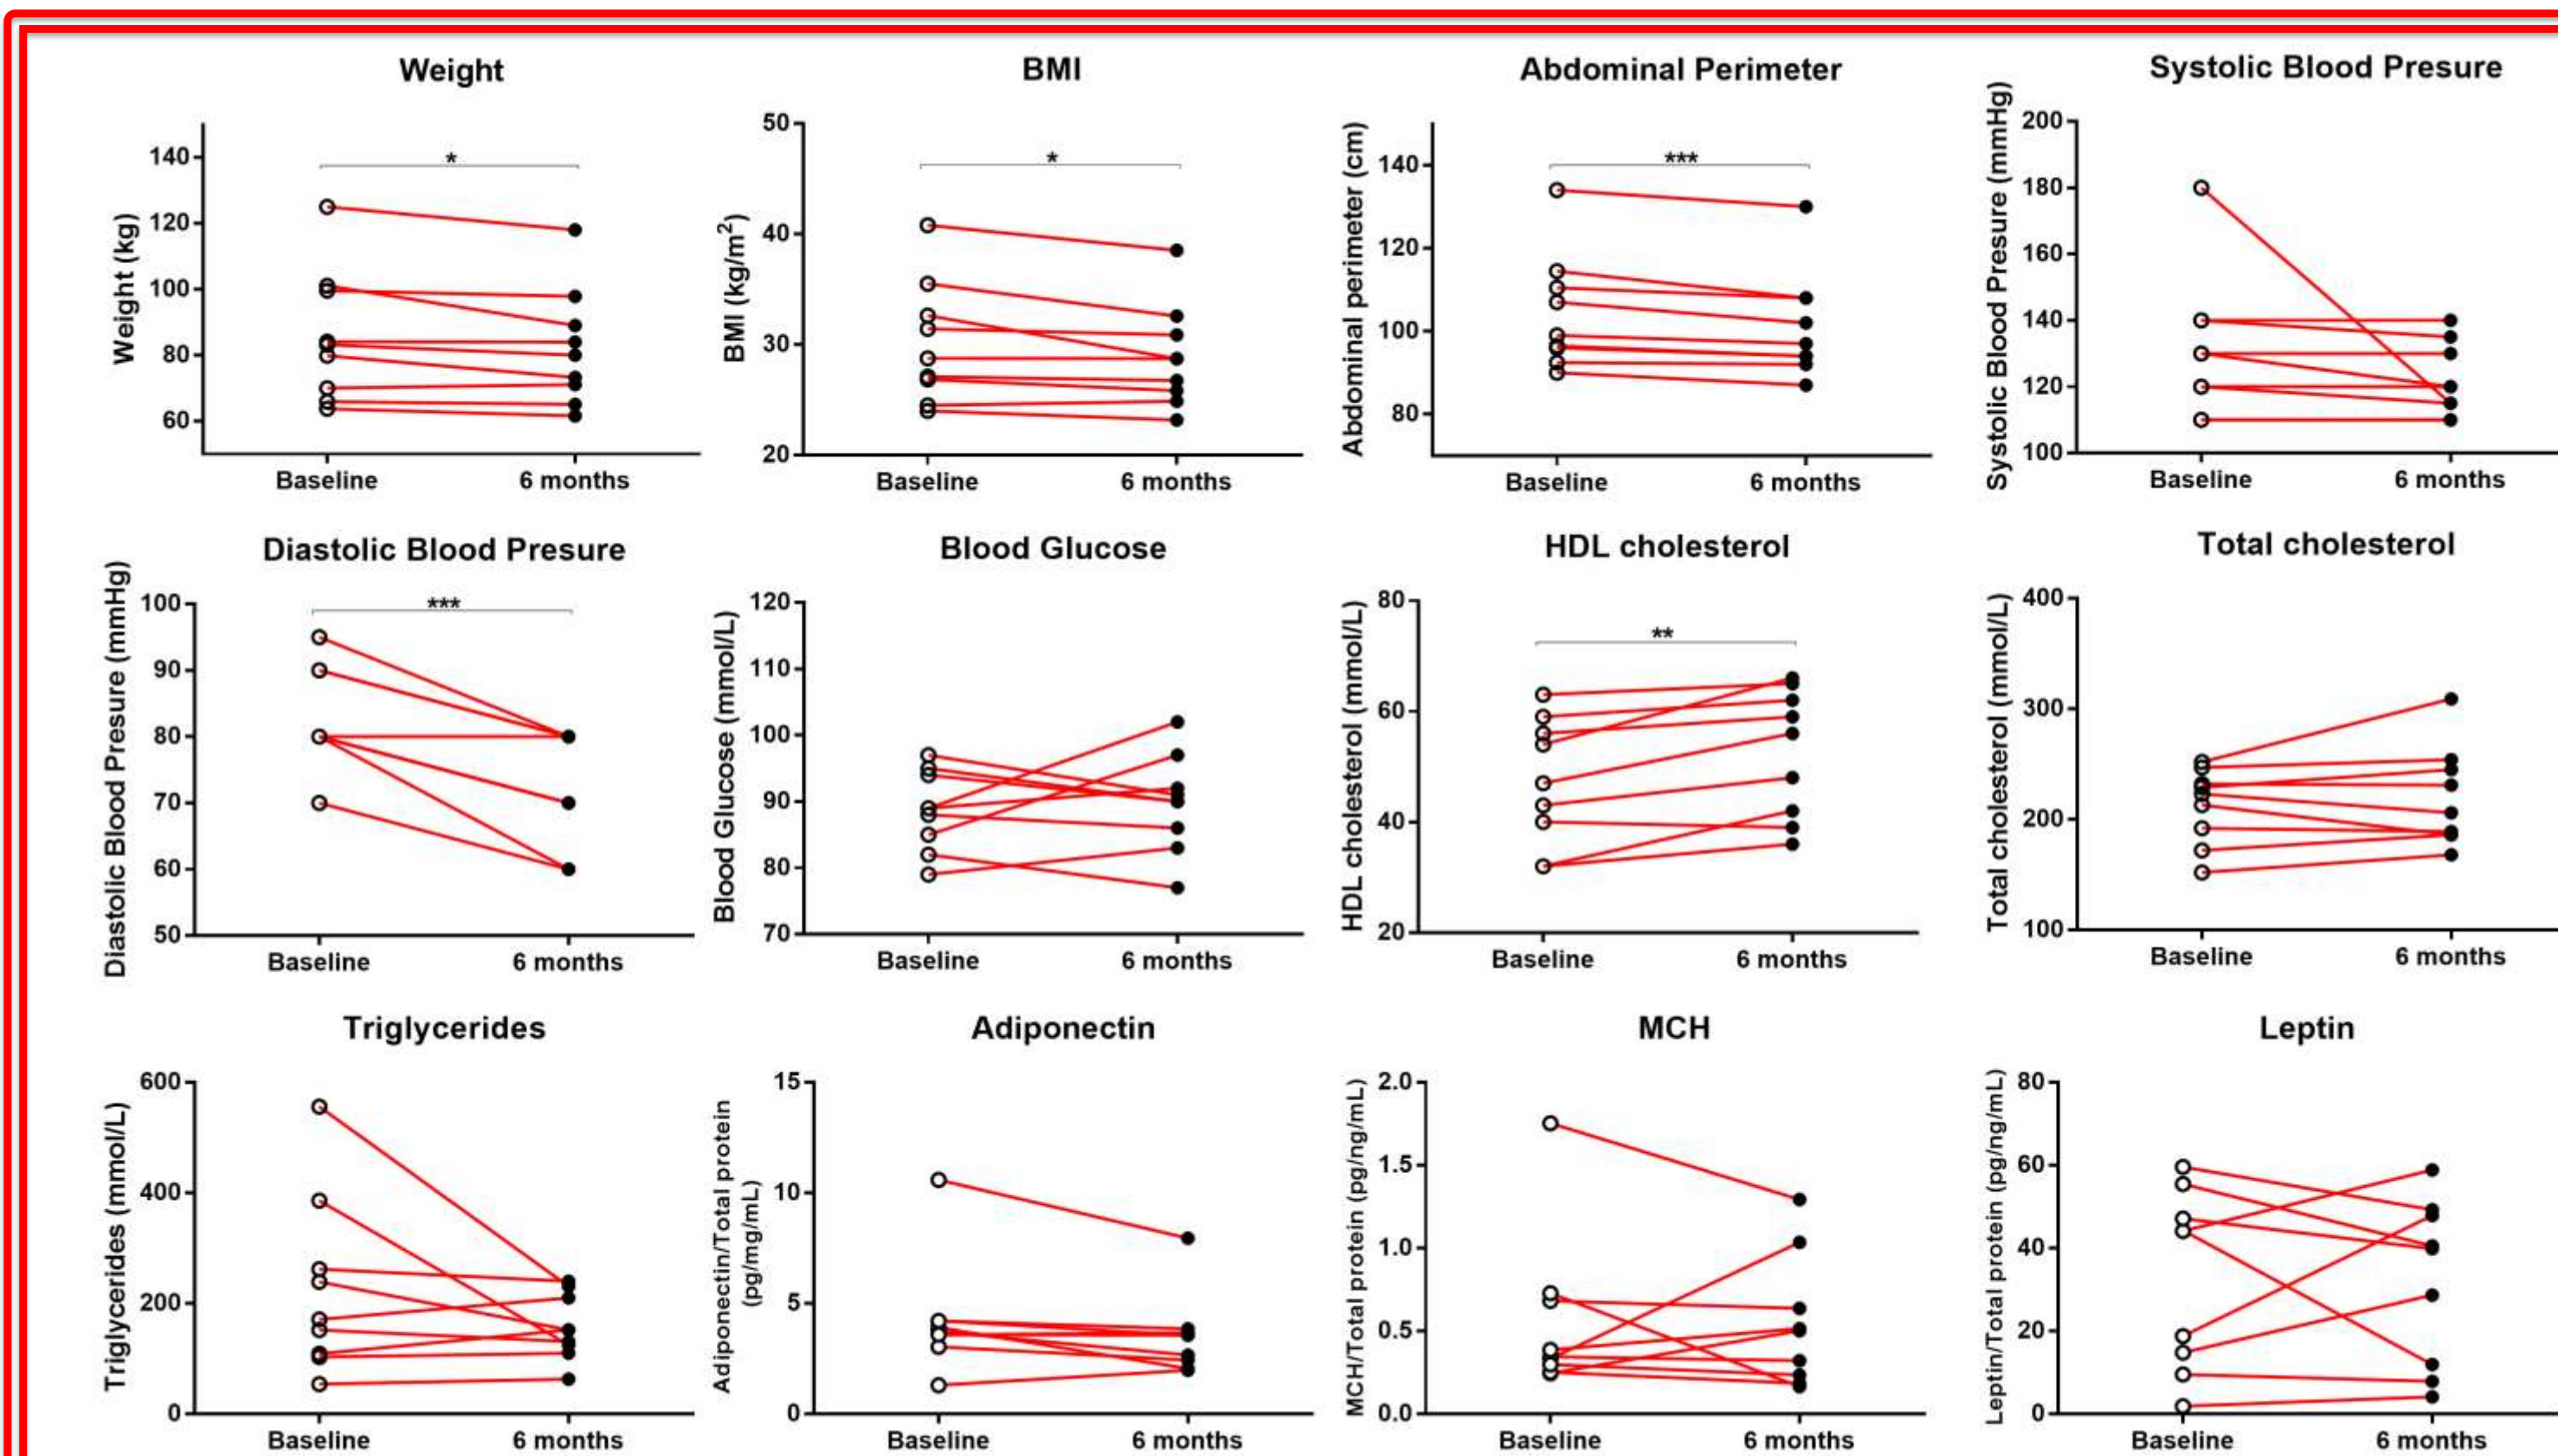 Weight
BMI
Abdominal Perimeter
Systolic Blood Presure
Weight (kg)
140
120
100
80
60
*
Baseline
6 months
BMI (kg/m2)
50
40
30
20
*
Baseline
6 months
Abdominal perimeter (cm)
140
120
100
80
***
Baseline
6 months
Systolic Blood Presure (mmHg)
200
180
160
140
120
100
Baseline
6 months
Diastolic Blood Presure
Blood Glucose
HDL cholesterol
Total cholesterol
Diastolic Blood Presure (mmHg)
100
90
80
70
60
50
***
Baseline
6 months
Blood Glucose (mmol/L)
120
110
100
90
80
70
Baseline
6 months
HDL cholesterol (mmol/L)
80
60
40
20
**
Baseline
6 months
Total cholesterol (mmol/L)
400
300
200
100
Baseline
6 months
Triglycerides
Adiponectin
MCH
Leptin
Triglycerides (mmol/L)
600
400
200
0
Baseline
6 months
Adiponectin/Total protein
(pg/mg/mL)
15
10
5
0
Baseline
6 months
MCH/Total protein (pg/ng/mL)
2.0
1.5
1.0
0.5
0.0
Baseline
6 months
Leptin/Total protein (pg/ng/mL)
80
60
40
20
0
Baseline
6 months